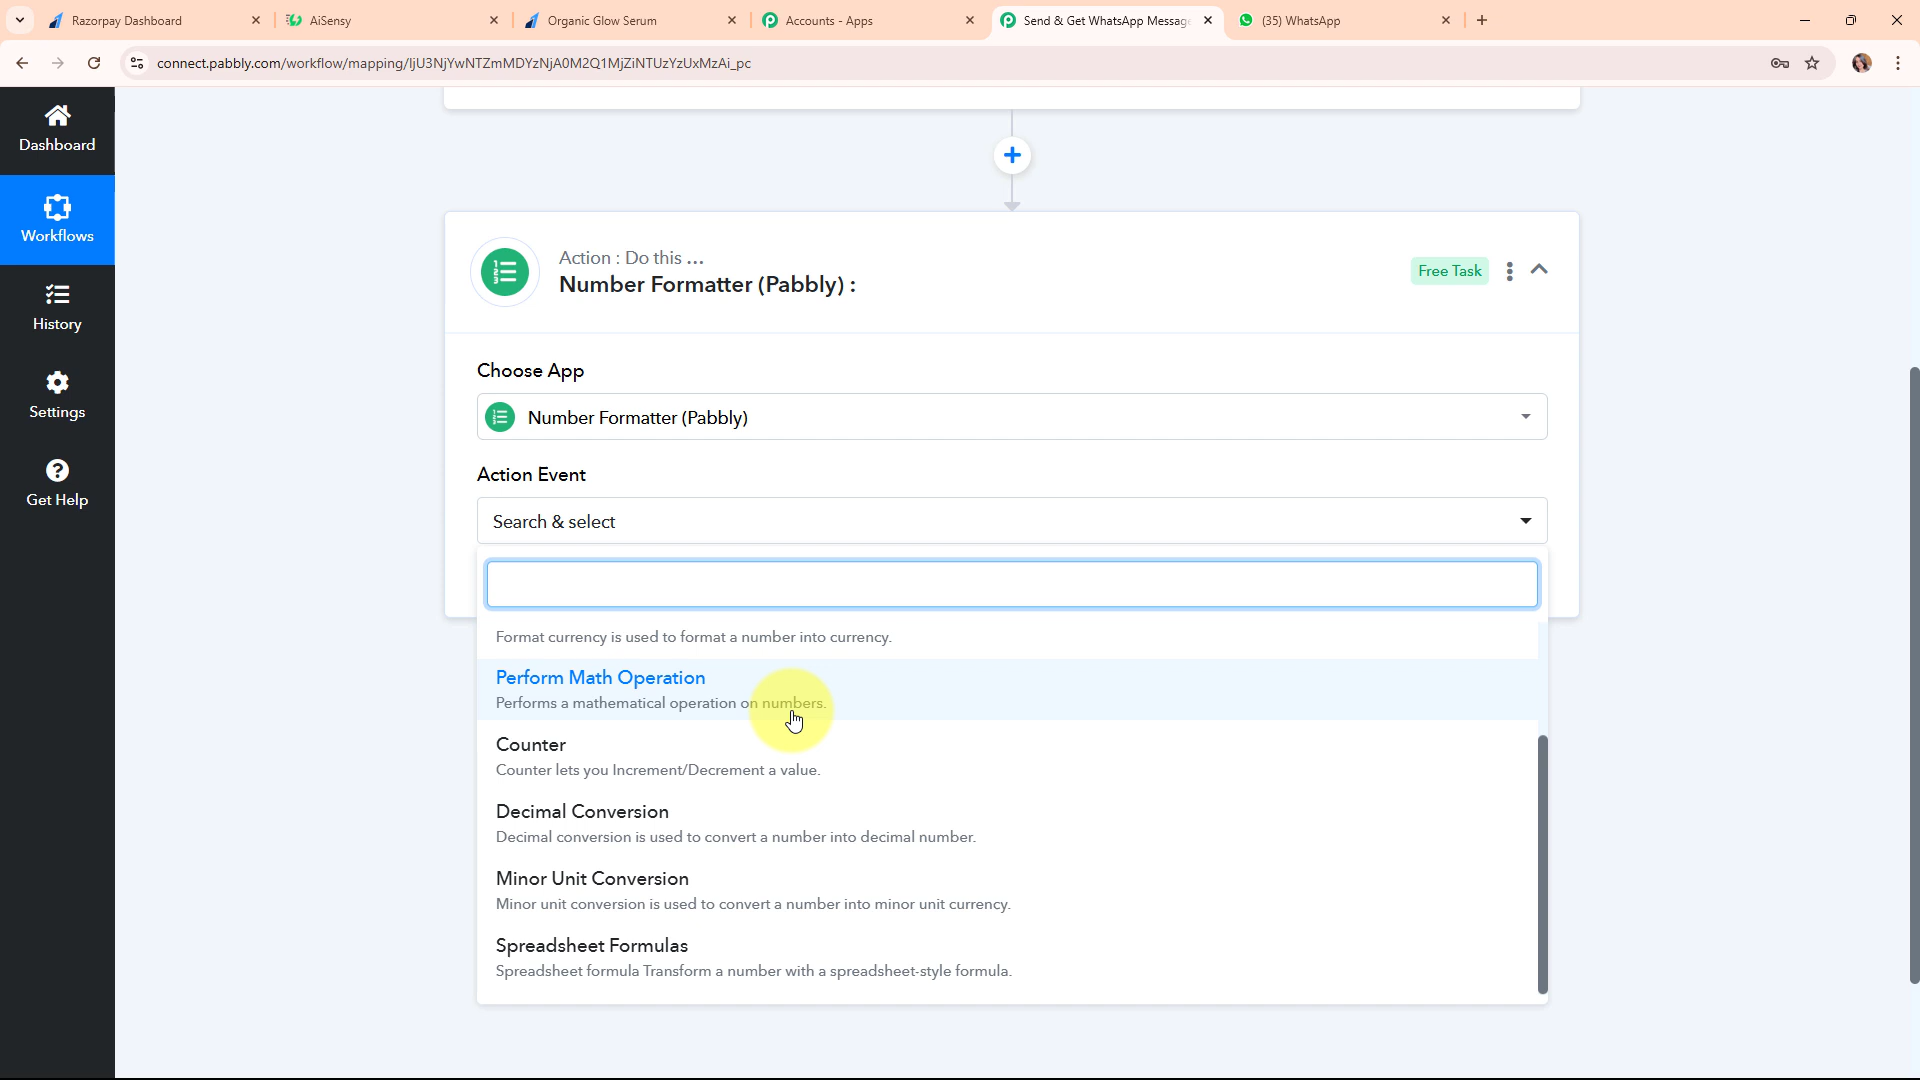 Razorpay Dashboard
AiSensy
Organic Glow Serum
Accounts - Apps
Send & Get WhatsApp Message
(35) WhatsApp
connect.pabbly.com/workflow/mapping/IjU3NjYwNTZmMDYzNjA0M2Q1MjZiNTUzYzUxMzAi_pc
Dashboard
Workflows
History
Settings
Get Help
Action : Do this ...
Number Formatter (Pabbly) :
Free Task
Choose App
Number Formatter (Pabbly)
Action Event
Search & select
Format currency is used to format a number into currency.
Perform Math Operation
Performs a mathematical operation on numbers.
Counter
Counter lets you Increment/Decrement a value.
Decimal Conversion
Decimal conversion is used to convert a number into decimal number.
Minor Unit Conversion
Minor unit conversion is used to convert a number into minor unit currency.
Spreadsheet Formulas
Spreadsheet formula Transform a number with a spreadsheet-style formula.